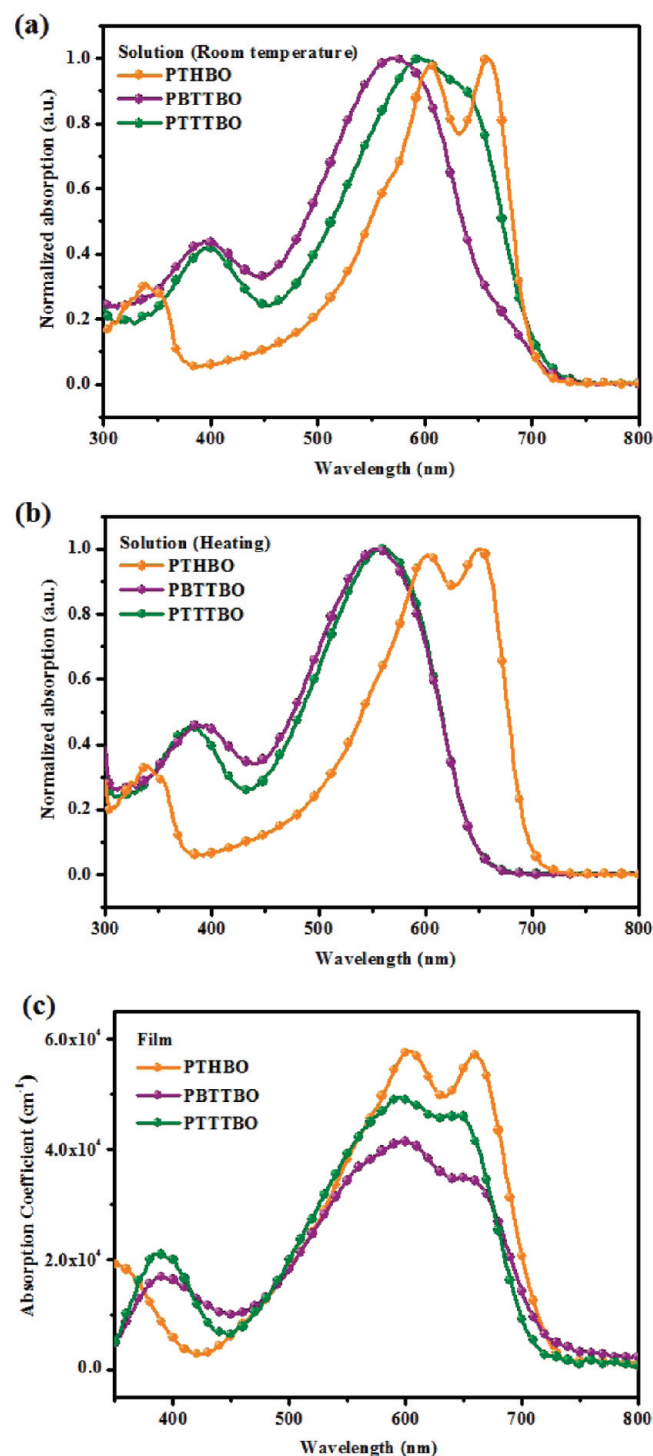 (a)
Solution (Room temperature)
PTHBO
PBTTBO
PTTTBO
Normalized absorption (a.u.)
1.0
0.8
0.6
0.4
0.2
0.0
300 400 500 600 700 800
Wavelength (nm)
(b)
Solution (Heating)
PTHBO
PBTTBO
PTTTBO
Normalized absorption (a.u.)
1.0
0.8
0.6
0.4
0.2
0.0
300 400 500 600 700 800
Wavelength (nm)
(c)
Film
PTHBO
PBTTBO
PTTTBO
Absorption Coefficient (cm⁻¹)
6.0x10⁴
4.0x10⁴
2.0x10⁴
0.0
400 500 600 700 800
Wavelength (nm)